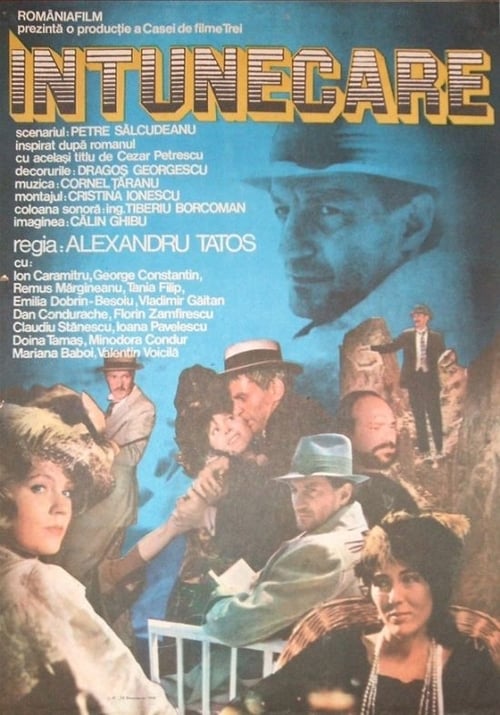 ROMÂNIAFILM
prezintă o producție a Casei de filme Trei
INTUNECARE
scenariul: PETRE SĂLCUDEANU
inspirat după romanul
cu același titlu de Cezar Petrescu
decorurile: DRAGOȘ GEORGESCU
muzica: CORNEL ȚĂRANU
montajul: CRISTINA IONESCU
coloana sonoră: ing. TIBERIU BORCOMAN
imaginea: CĂLIN GHIBU
regia: ALEXANDRU TATOS
cu:
Ion Caramitru, George Constantin,
Remus Mărgineanu, Tania Filip,
Emilia Dobrin-Besoiu, Vladimir Găitan
Dan Condurache, Florin Zamfirescu
Claudiu Stănescu, Ioana Pavelescu
Doina Tamaș, Minodora Condur
Mariana Baboi, Valentin Voicilă